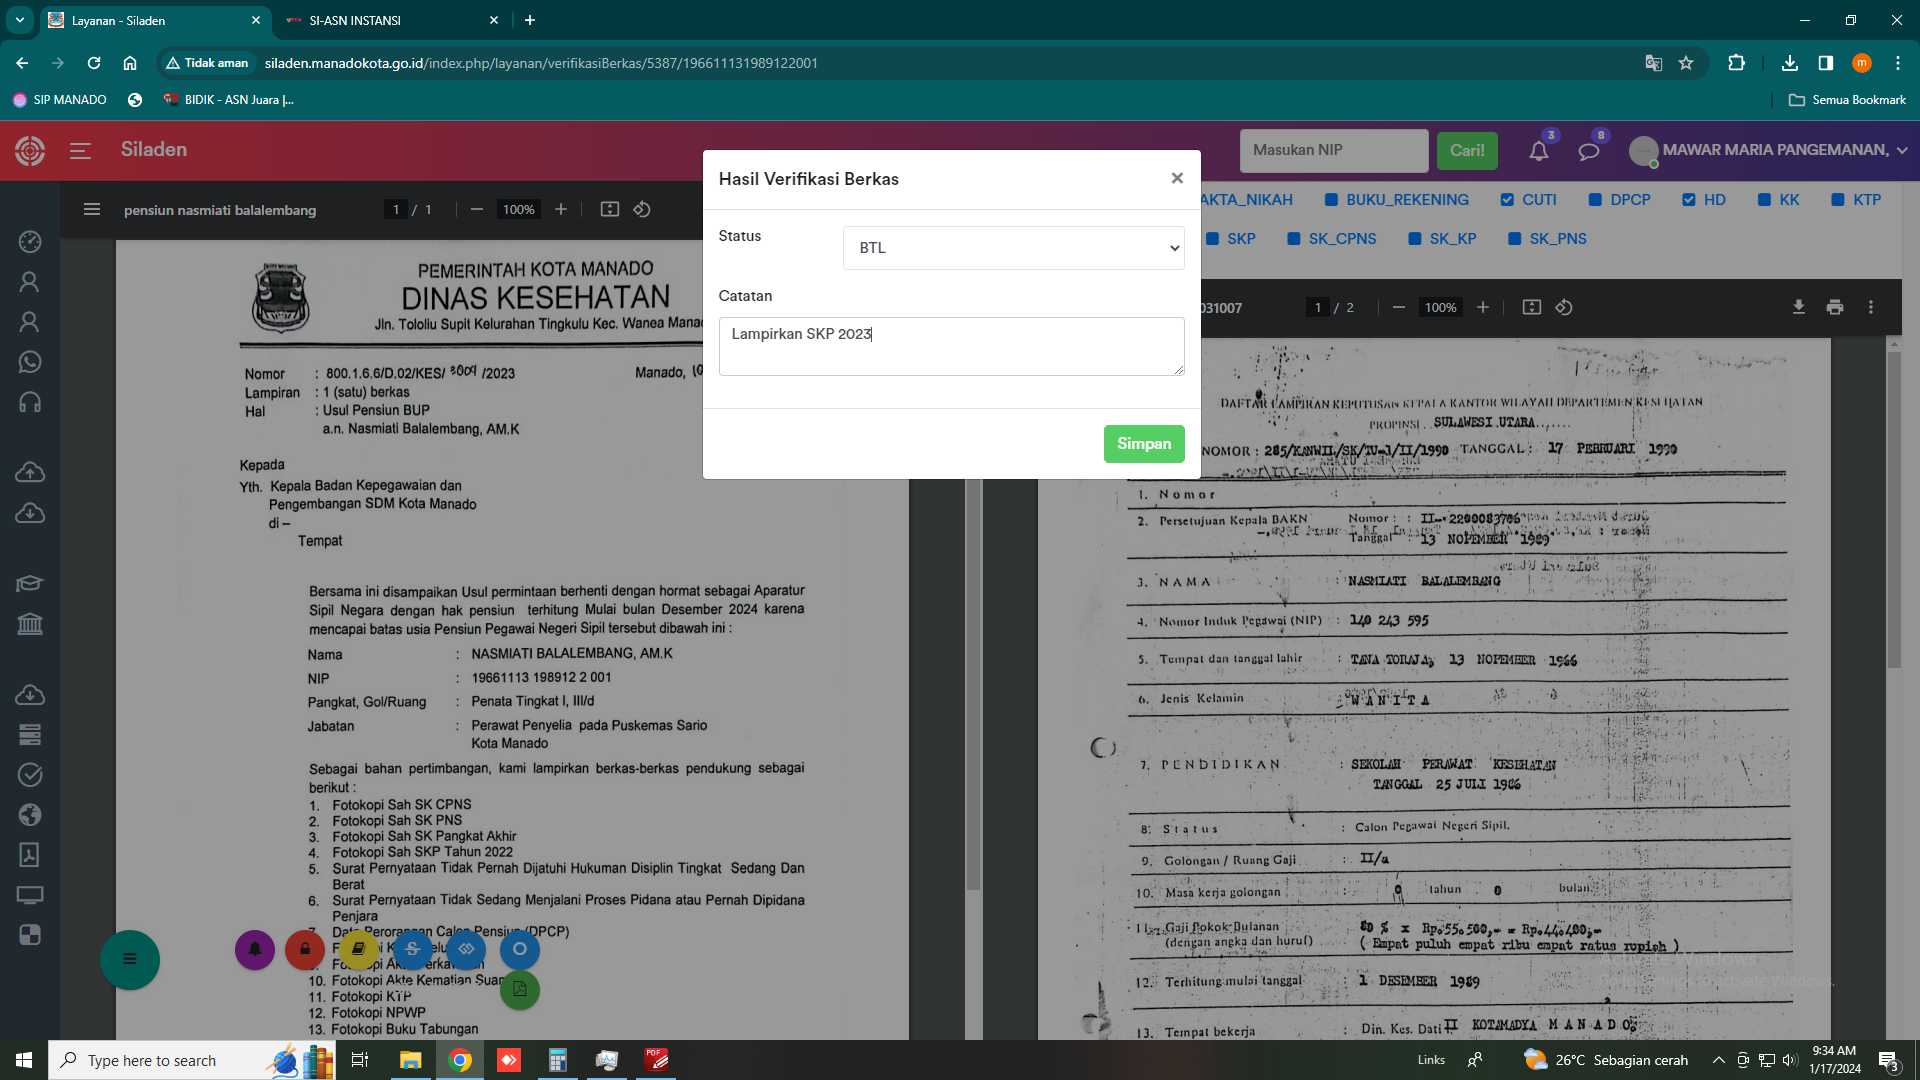 Layanan - Siladen
SI-ASN INSTANSI
Tidak aman
siladen.manadokota.go.id/index.php/layanan/verifikasiBerkas/5387/196611131989122001
SIP MANADO
BIDIK - ASN Juara |...
Semua Bookmark
Siladen
Masukan NIP
Cari!
3
8
MAWAR MARIA PANGEMANAN,
pensiun nasmiati balalembang
1 / 1
100%
AKTA_NIKAH
BUKU_REKENING
CUTI
DPCP
HD
KK
KTP
SKP
SK_CPNS
SK_KP
SK_PNS
Hasil Verifikasi Berkas
×
Status
BTL
Catatan
Lampirkan SKP 2023
Simpan
PEMERINTAH KOTA MANADO
DINAS KESEHATAN
Jln. Tololiu Supit Kelurahan Tingkulu Kec. Wanea Mana
Nomor : 800.1.6.6/D.02/KES/ /2023
Manado,
Lampiran : 1 (satu) berkas
Hal : Usul Pensiun BUP
a.n. Nasmiati Balalembang, AM.K
Kepada
Yth. Kepala Badan Kepegawaian dan
Pengembangan SDM Kota Manado
di –
Tempat
Bersama ini disampaikan Usul permintaan berhenti dengan hormat sebagai Aparatur
Sipil Negara dengan hak pensiun terhitung Mulai bulan Desember 2024 karena
mencapai batas usia Pensiun Pegawai Negeri Sipil tersebut dibawah ini :
Nama : NASMIATI BALALEMBANG, AM.K
NIP : 19661113 198912 2 001
Pangkat, Gol/Ruang : Penata Tingkat I, III/d
Jabatan : Perawat Penyelia pada Puskemas Sario
Kota Manado
Sebagai bahan pertimbangan, kami lampirkan berkas-berkas pendukung sebagai
berikut :
1. Fotokopi Sah SK CPNS
2. Fotokopi Sah SK PNS
3. Fotokopi Sah SK Pangkat Akhir
4. Fotokopi Sah SKP Tahun 2022
5. Surat Pernyataan Tidak Pernah Dijatuhi Hukuman Disiplin Tingkat Sedang Dan
Berat
6. Surat Pernyataan Tidak Sedang Menjalani Proses Pidana atau Pernah Dipidana
Penjara
7. Data Perorangan Calon Pensiun (DPCP)
10. Fotokopi Akte Kematian
11. Fotokopi KTP
12. Fotokopi NPWP
13. Fotokopi Buku Tabungan
031007
1 / 2
100%
DAFTAR LAMPIRAN KEPUTUSAN KEPALA KANTOR WILAYAH DEPARTEMEN KESEHATAN
PROPINSI . . SULAWESI UTARA . . . . . .
NOMOR : 285/KANWIL/SK/TU-3/II/1990 TANGGAL : 17 PEBRUARI 1990
1. Nomor :
2. Persetujuan Kepala BAKN Nomor : II-2200083706
Tanggal : 13 NOPEMBER 1989
3. NAMA : NASMIATI BALALEMBANG
4. Nomor Induk Pegawai (NIP) : 140 243 595
5. Tempat dan tanggal lahir : TANA TORAJA, 13 NOPEMBER 1966
6. Jenis Kelamin : WANITA
7. PENDIDIKAN : SEKOLAH PERAWAT KESEHATAN
TANGGAL 25 JULI 1986
8. Status : Calon Pegawai Negeri Sipil.
9. Golongan / Ruang Gaji : II/a
10. Masa kerja golongan : 0 tahun 0 bulan
11. Gaji Pokok Bulanan 80 % x Rp.55.500,- = Rp.44.400,-
(dengan angka dan huruf) ( Empat puluh empat ribu empat ratus rupiah )
12. Terhitung mulai tanggal : 1 DESEMBER 1989
13. Tempat bekerja : Din. Kes. Dati II KOTAMADYA MANADO
Type here to search
Links
26°C Sebagian cerah
9:34 AM
1/17/2024
3